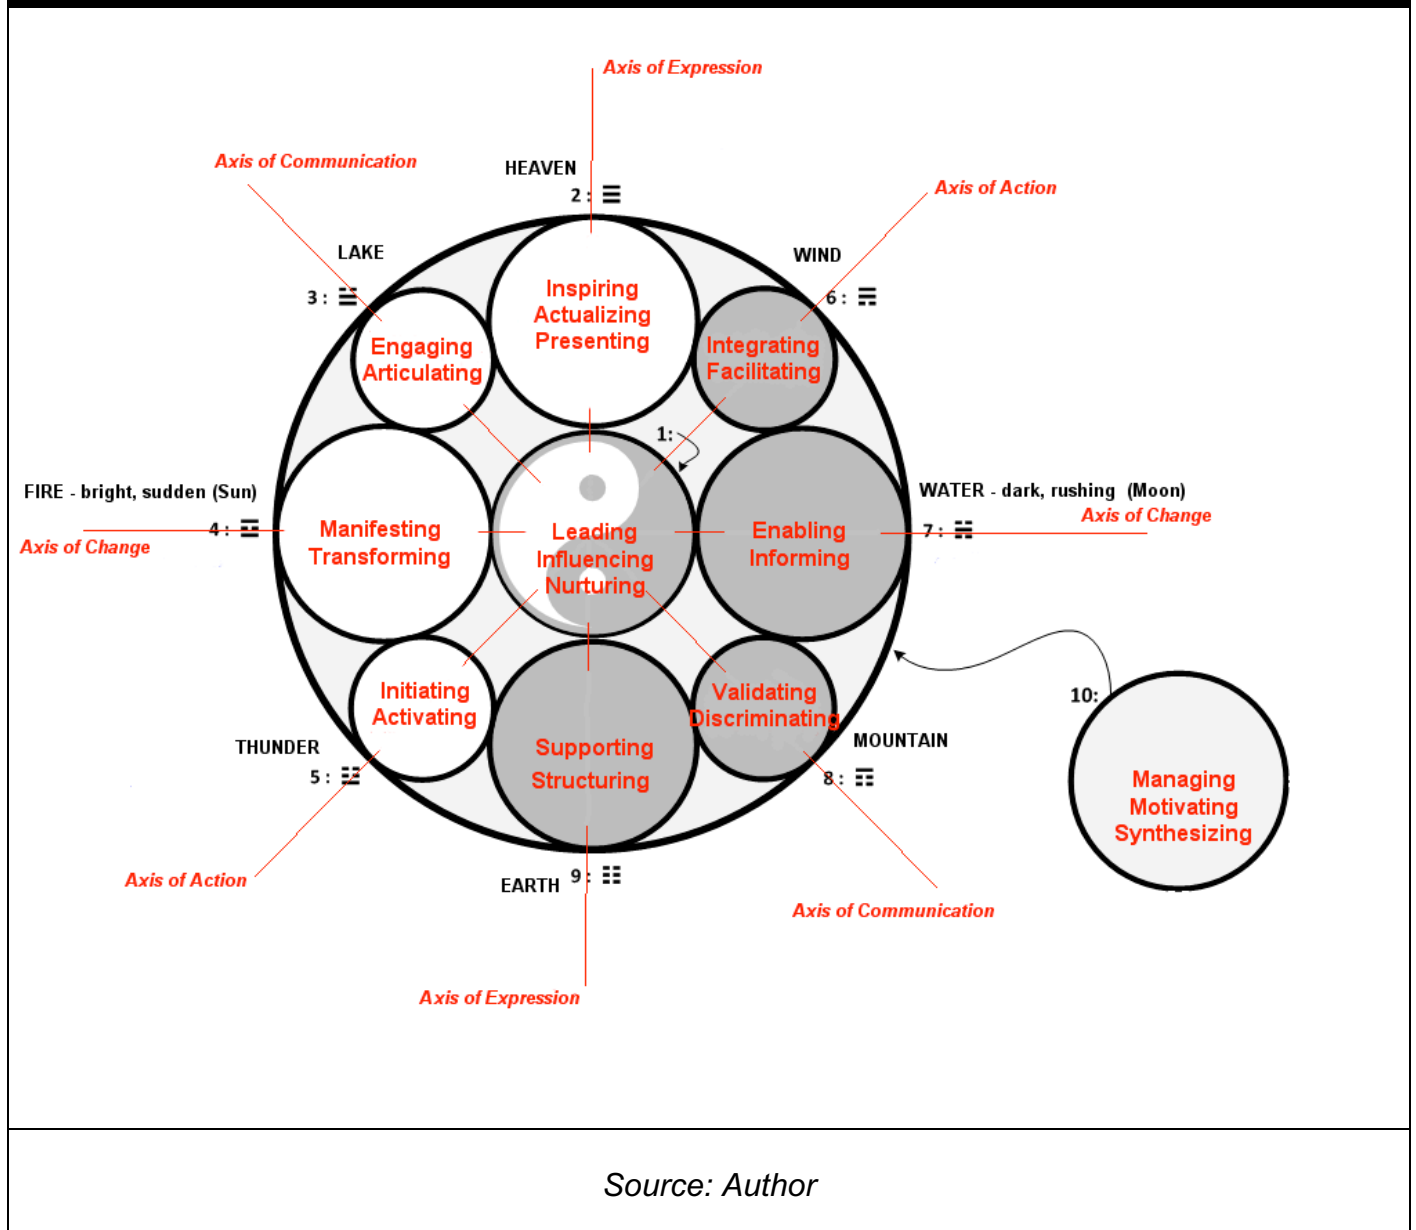 Axis of Expression
Axis of Communication
HEAVEN
2: ☰
Axis of Action
LAKE
WIND
3: ☱
6: ☴
Inspiring
Actualizing
Presenting
Engaging
Articulating
Integrating
Facilitating
1:
FIRE - bright, sudden (Sun)
4: ☲
Axis of Change
WATER - dark, rushing (Moon)
Axis of Change
7: ☵
Manifesting
Transforming
Leading
Influencing
Nurturing
Enabling
Informing
Initiating
Activating
Validating
Discriminating
10:
THUNDER
5: ☳
Supporting
Structuring
MOUNTAIN
8: ☶
Managing
Motivating
Synthesizing
Axis of Action
EARTH
9: ☷
Axis of Communication
Axis of Expression
Source: Author